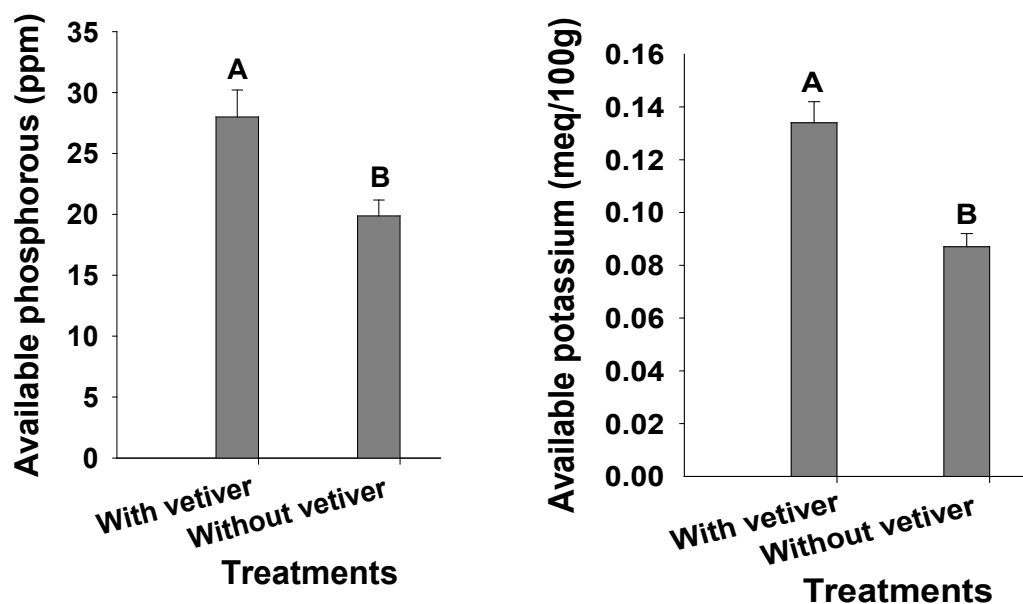 Available phosphorous (ppm)
35
30
25
20
15
10
5
0
A
B
With vetiver
Without vetiver
Treatments
Available potassium (meq/100g)
0.16
0.14
0.12
0.10
0.08
0.06
0.04
0.02
0.00
A
B
With vetiver
Without vetiver
Treatments